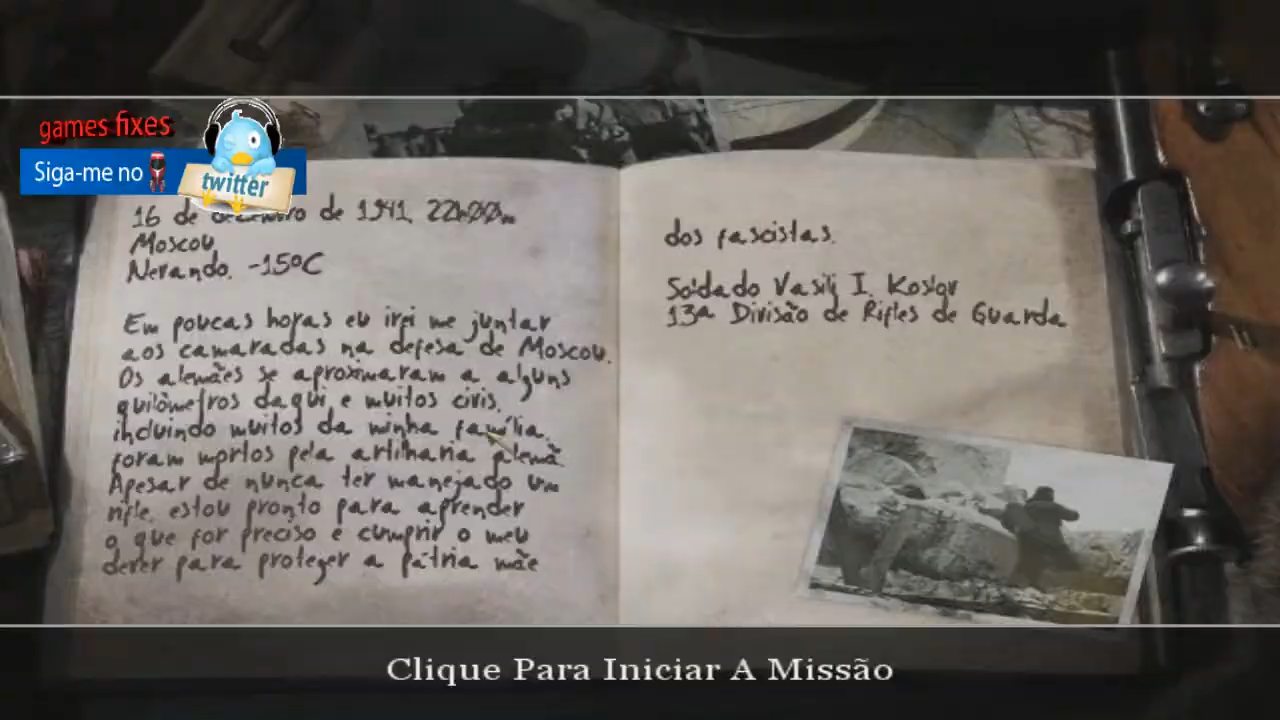 games fixes
Siga-me no
twitter
16 de de 1941, 22h00m
Moscou
Nevando, -15ºC
Em poucas horas eu irei me juntar
aos camaradas na defesa de Moscou.
Os alemães se aproximaram a alguns
quilômetros daqui e muitos civis,
incluindo muitos da minha família,
foram mortos pela artilharia alemã.
Apesar de nunca ter manejado um
rifle, estou pronto para aprender
o que for preciso e cumprir o meu
dever para proteger a pátria mãe
dos fascistas.
Soldado Vasilij I. Koslov
13ª Divisão de Rifles de Guarda
Clique Para Iniciar A Missão